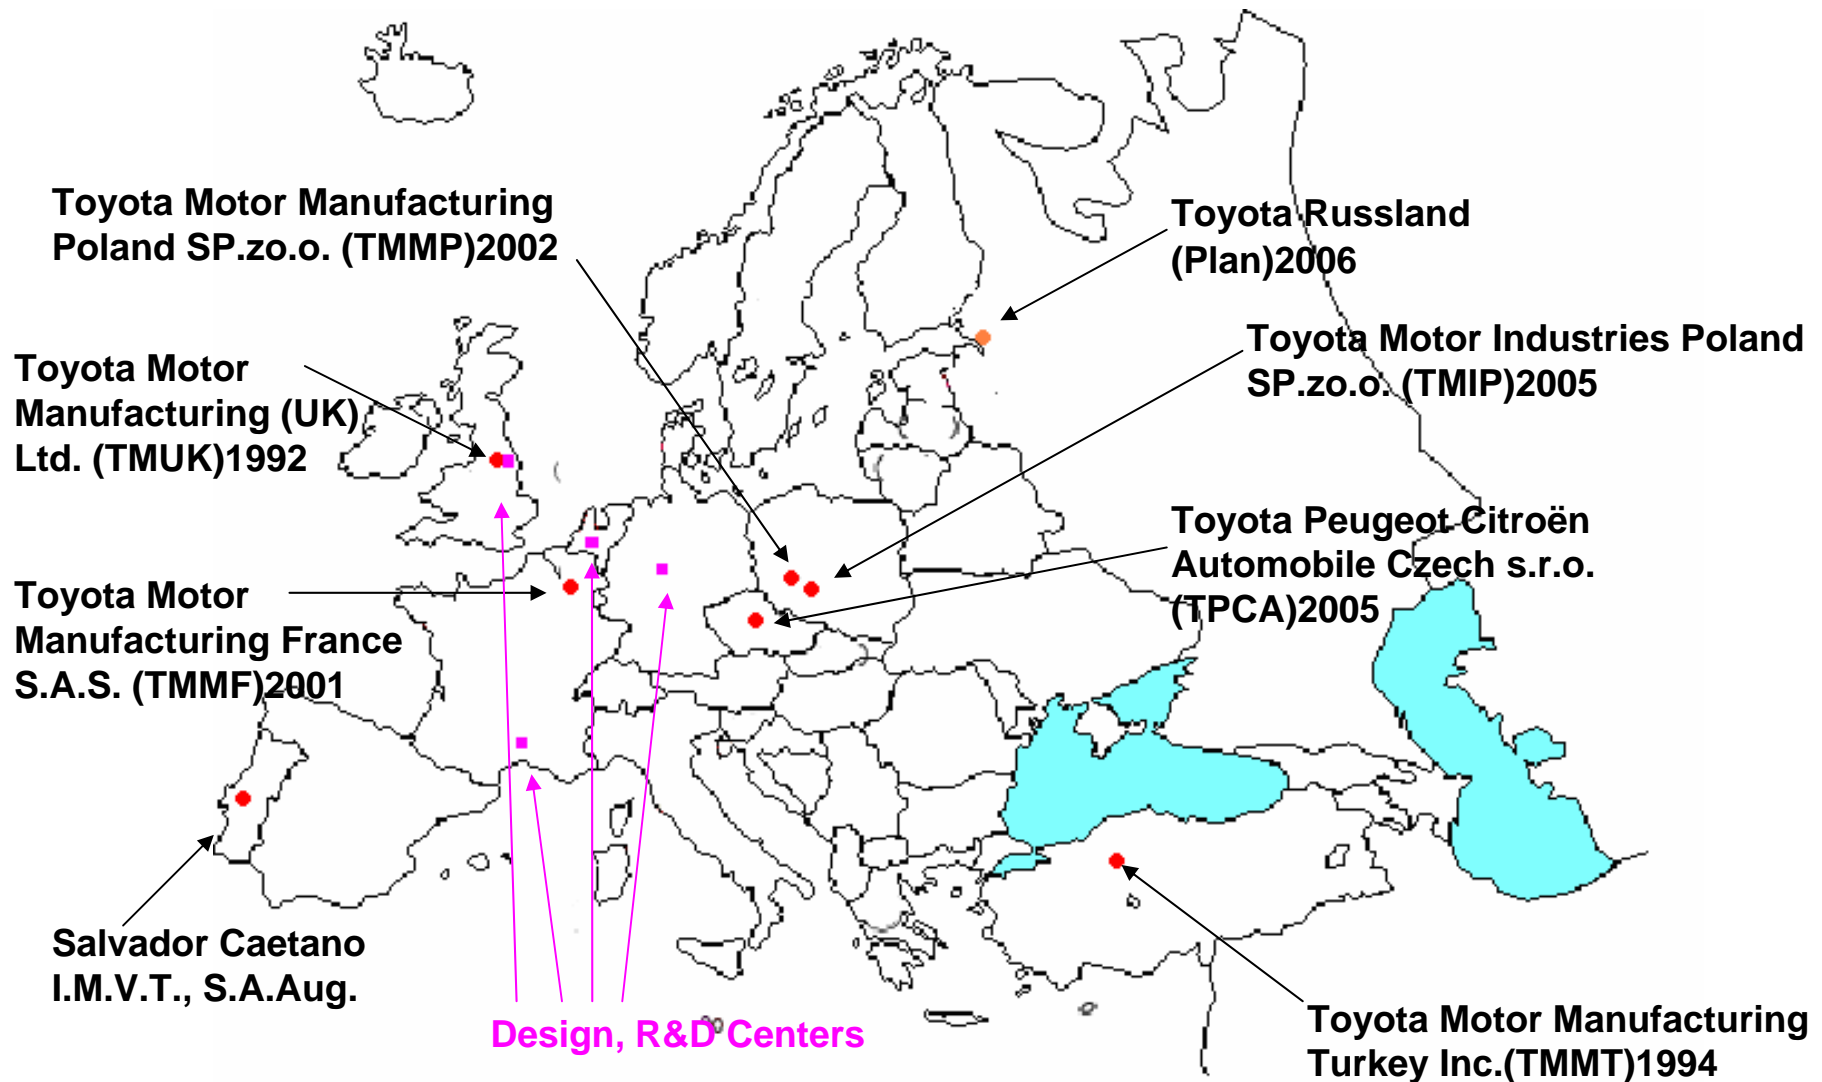 Toyota Motor Manufacturing
Poland SP.zo.o. (TMMP)2002
Toyota Russland
(Plan)2006
Toyota Motor Industries Poland
SP.zo.o. (TMIP)2005
Toyota Motor
Manufacturing (UK)
Ltd. (TMUK)1992
Toyota Peugeot Citroën
Automobile Czech s.r.o.
(TPCA)2005
Toyota Motor
Manufacturing France
S.A.S. (TMMF)2001
Salvador Caetano
I.M.V.T., S.A.Aug.
Design, R&D Centers
Toyota Motor Manufacturing
Turkey Inc.(TMMT)1994